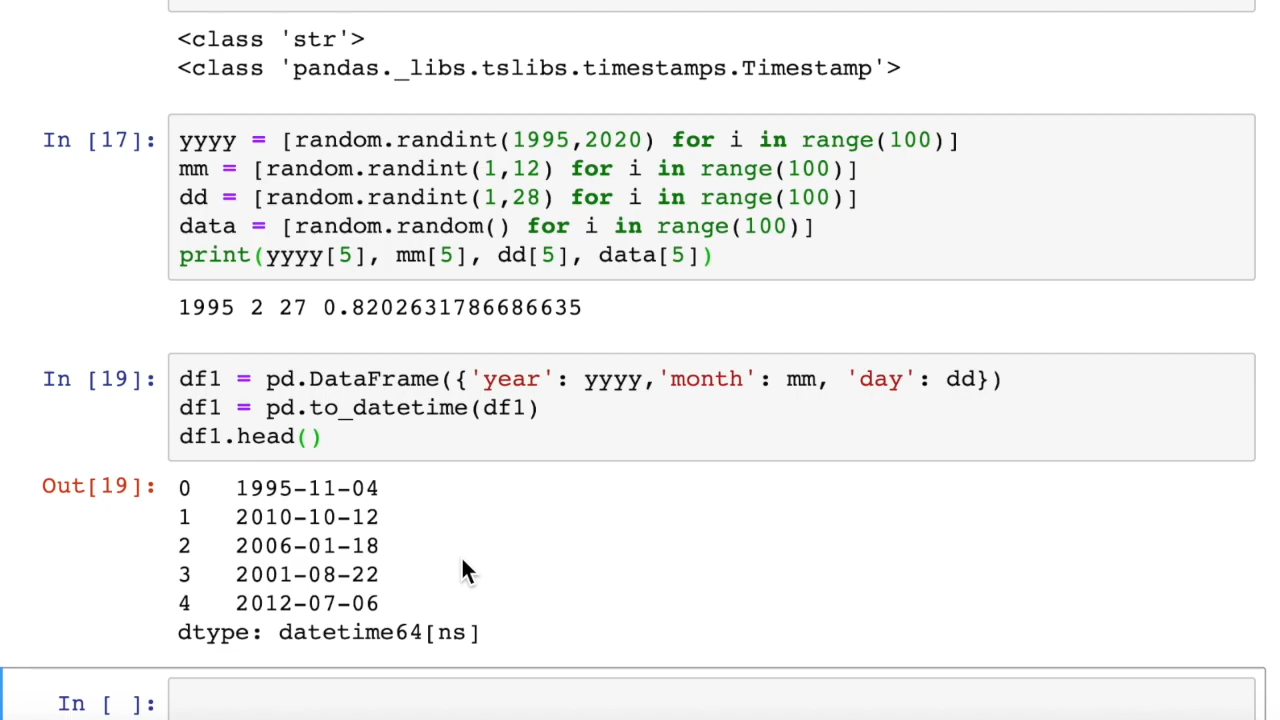 <class 'str'>
<class 'pandas._libs.tslibs.timestamps.Timestamp'>
In [17]: yyyy = [random.randint(1995,2020) for i in range(100)]
mm = [random.randint(1,12) for i in range(100)]
dd = [random.randint(1,28) for i in range(100)]
data = [random.random() for i in range(100)]
print(yyyy[5], mm[5], dd[5], data[5])
1995 2 27 0.8202631786686635
In [19]: df1 = pd.DataFrame({'year': yyyy,'month': mm, 'day': dd})
df1 = pd.to_datetime(df1)
df1.head()
Out[19]: 0 1995-11-04
1 2010-10-12
2 2006-01-18
3 2001-08-22
4 2012-07-06
dtype: datetime64[ns]
In [ ]: